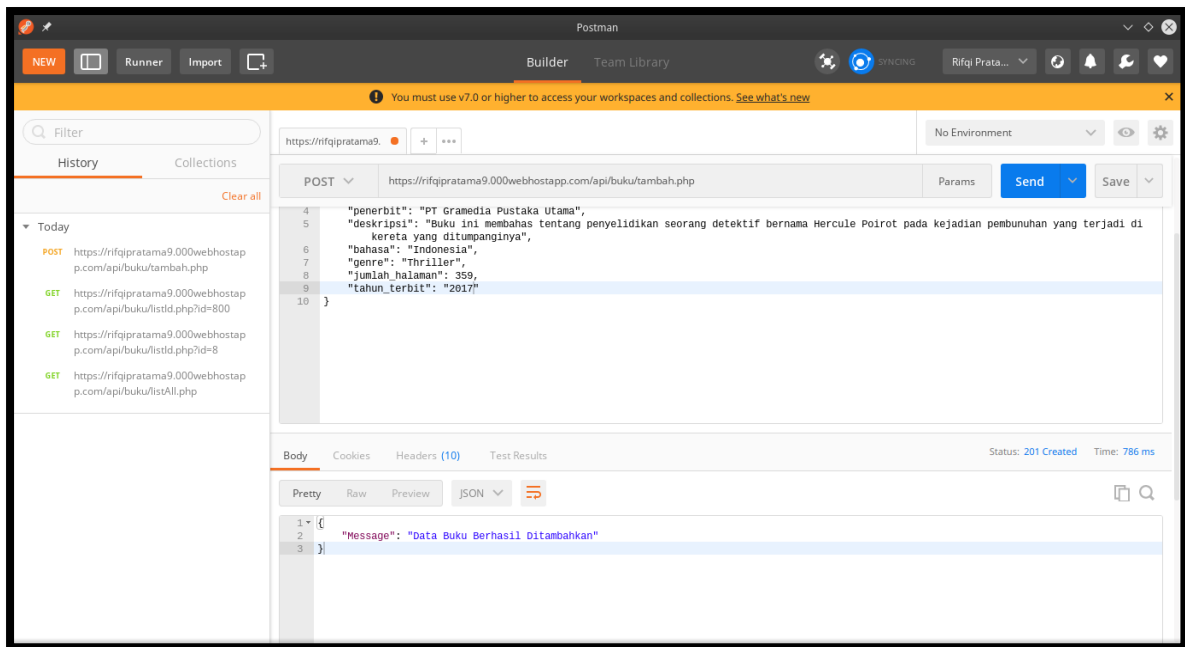 Postman
NEW Runner Import Builder Team Library SYNCING Rifqi Prata...
You must use v7.0 or higher to access your workspaces and collections. See what's new
Filter
History Collections
Clear all
Today
POST https://rifqipratama9.000webhostap
p.com/api/buku/tambah.php
GET https://rifqipratama9.000webhostap
p.com/api/buku/listId.php?id=800
GET https://rifqipratama9.000webhostap
p.com/api/buku/listId.php?id=8
GET https://rifqipratama9.000webhostap
p.com/api/buku/listAll.php
https://rifqipratama9. + •••
No Environment
POST https://rifqipratama9.000webhostapp.com/api/buku/tambah.php Params Send Save
4 "penerbit": "PT Gramedia Pustaka Utama",
5 "deskripsi": "Buku ini membahas tentang penyelidikan seorang detektif bernama Hercule Poirot pada kejadian pembunuhan yang terjadi di
kereta yang ditumpanginya",
6 "bahasa": "Indonesia",
7 "genre": "Thriller",
8 "jumlah_halaman": 359,
9 "tahun_terbit": "2017"
10 }
Body Cookies Headers (10) Test Results Status: 201 Created Time: 786 ms
Pretty Raw Preview JSON
1 {
2 "Message": "Data Buku Berhasil Ditambahkan"
3 }